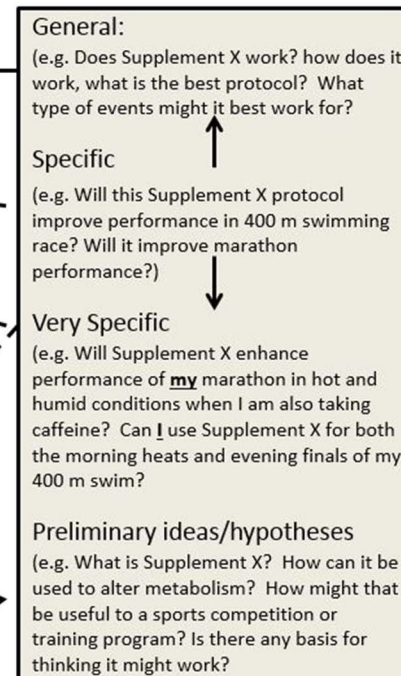 General:
(e.g. Does Supplement X work? how does it
work, what is the best protocol?  What
type of events might it best work for?
Specific
(e.g. Will this Supplement X protocol
improve performance in 400 m swimming
race? Will it improve marathon
performance?)
Very Specific
(e.g. Will Supplement X enhance
performance of my marathon in hot and
humid conditions when I am also taking
caffeine?  Can I use Supplement X for both
the morning heats and evening finals of my
400 m swim?
Preliminary ideas/hypotheses
(e.g. What is Supplement X?  How can it be
used to alter metabolism?  How might that
be useful to a sports competition or
training program? Is there any basis for
thinking it might work?